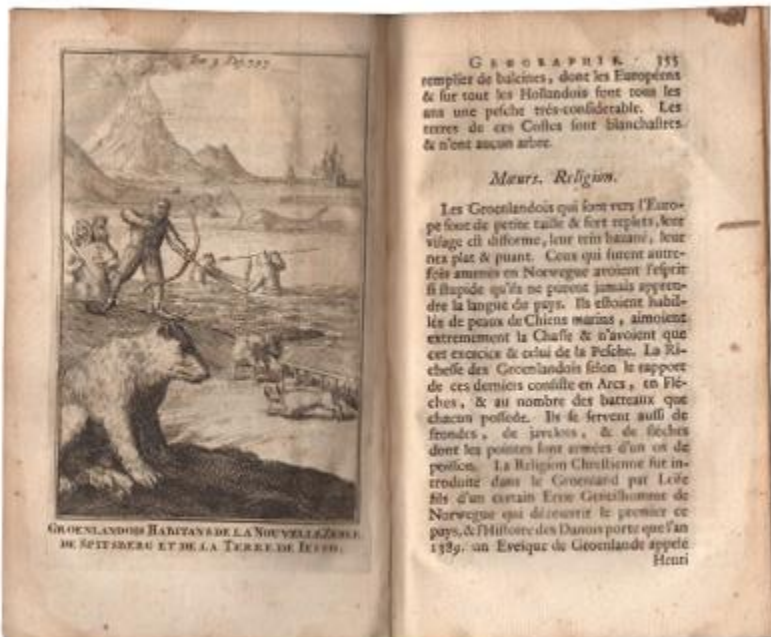 GROENLANDOIS HABITANS DE LA NOUVELLE ZEMLE
DE SPITSBERG ET DE LA TERRE DE IESSO.
GEOGRAPHIE. 355
remplies de baleines, dont les Européens
& sur tout les Hollandois font tous les
ans une pesche trés-considerable. Les
terres de ces Costes sont blanchastres
& n'ont aucun arbre.
Mœurs. Religion.
Les Groenlandois qui sont vers l'Euro-
pe sont de petite taille & fort replets, leur
visage est difforme, leur tein bazané, leur
nez plat & puant. Ceux qui furent autre-
fois amenés en Norwegue avoient l'esprit
si stupide qu'ils ne purent jamais appren-
dre la langue du pays. Ils estoient habil-
lés de peaux de Chiens marins, aimoient
extremement la Chasse & n'avoient que
cet exercice & celui de la Pesche. La Ri-
chesse des Groenlandois selon le rapport
de ces derniers consiste en Arcs, en Flé-
ches, & au nombre des batteaux que
chacun possede. Ils se servent aussi de
frondes, de javelots, & de fléches
dont les pointes sont armées d'un os de
poisson. La Religion Chrestienne fut in-
troduite dans le Groenland par
fils d'un certain Gentilhomme de
Norwegue qui découvrit le premier ce
pays, & l'Histoire des Danois porte que l'an
1389. un Evesque de Groenlande appelé
Henri